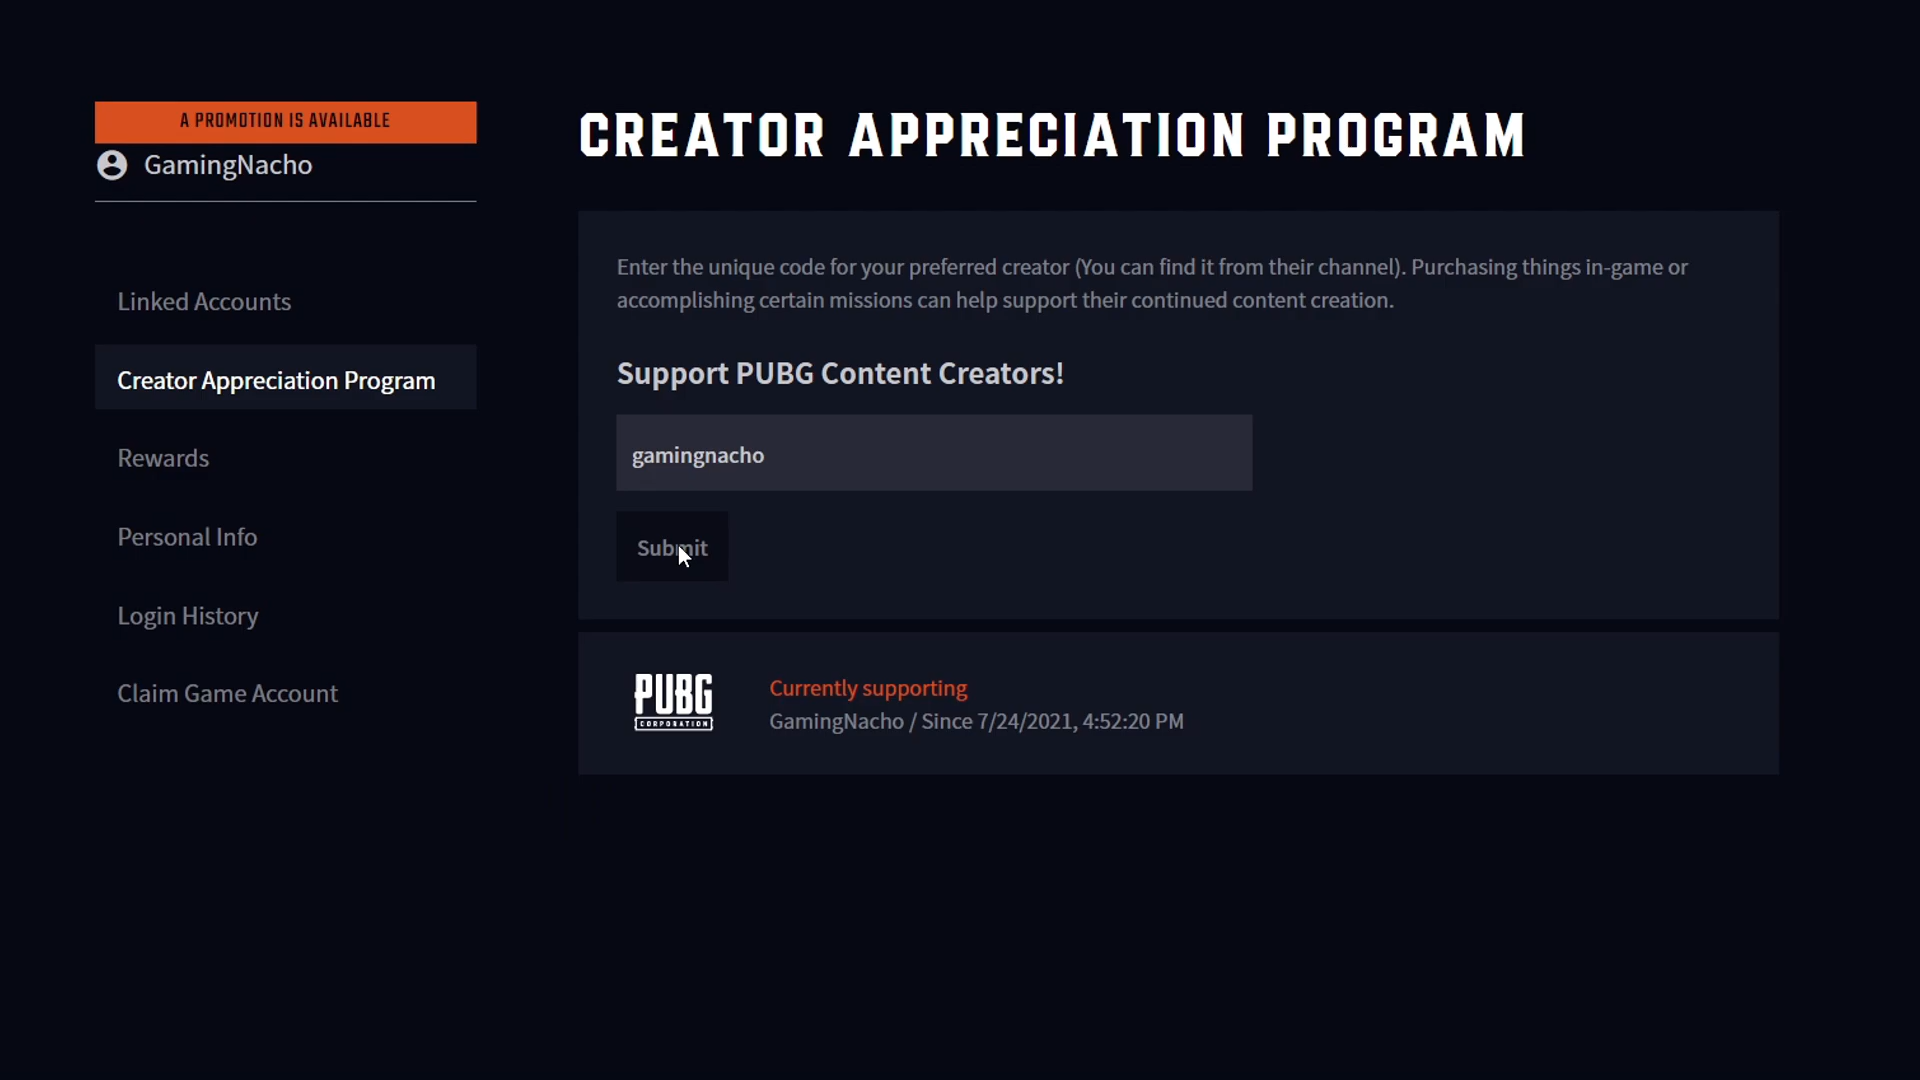 A PROMOTION IS AVAILABLE
GamingNacho
Linked Accounts
Creator Appreciation Program
Rewards
Personal Info
Login History
Claim Game Account
CREATOR APPRECIATION PROGRAM
Enter the unique code for your preferred creator (You can find it from their channel). Purchasing things in-game or
accomplishing certain missions can help support their continued content creation.
Support PUBG Content Creators!
gamingnacho
Submit
PUBG
CORPORATION
Currently supporting
GamingNacho / Since 7/24/2021, 4:52:20 PM